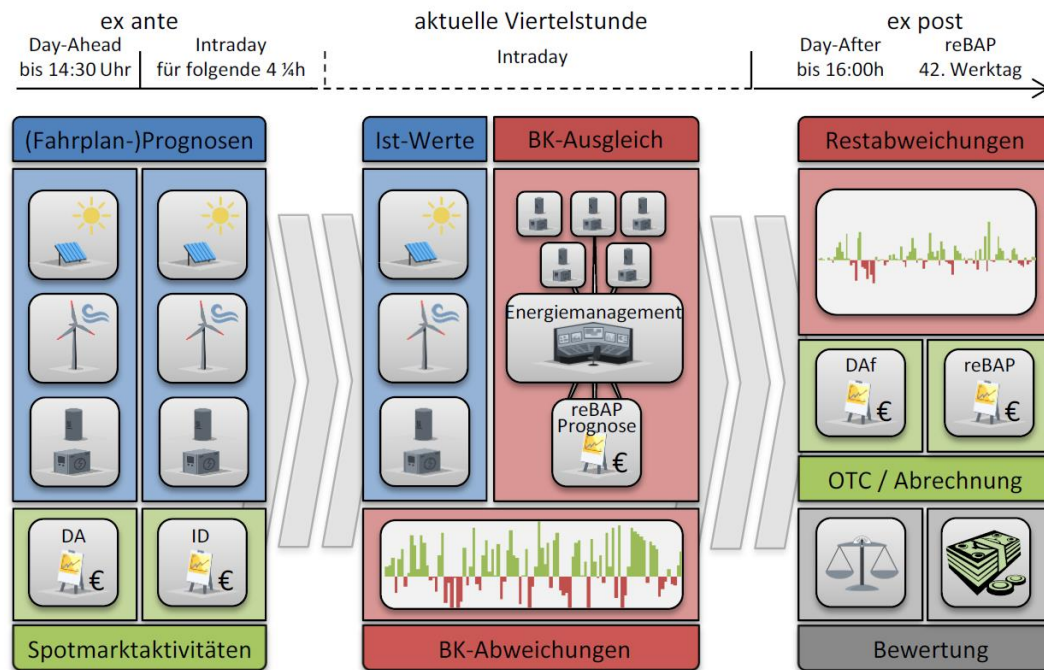 ex ante
aktuelle Viertelstunde
ex post
Day-Ahead
bis 14:30 Uhr
Intraday
für folgende 4 ¼h
Intraday
Day-After
bis 16:00h
reBAP
42. Werktag
(Fahrplan-)Prognosen
Ist-Werte
BK-Ausgleich
Restabweichungen
Energiemanagement
reBAP
Prognose
€
DAf
€
reBAP
€
OTC / Abrechnung
DA
€
ID
€
Spotmarktaktivitäten
BK-Abweichungen
Bewertung